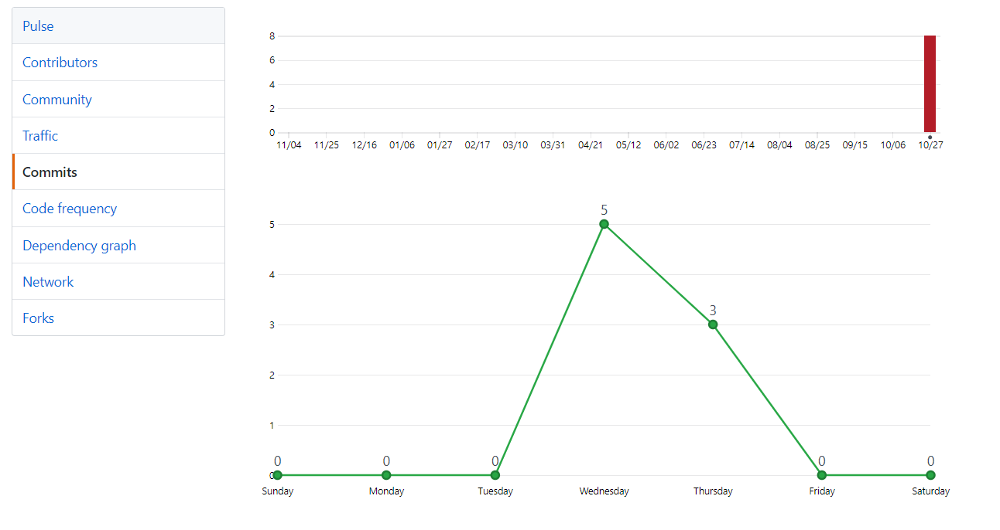 Pulse
Contributors
Community
Traffic
Commits
Code frequency
Dependency graph
Network
Forks
8
6
4
2
0
11/04 11/25 12/16 01/06 01/27 02/17 03/10 03/31 04/21 05/12 06/02 06/23 07/14 08/04 08/25 09/15 10/06 10/27
5
5
4
3
3
2
1
0 0 0 0 0
0
Sunday Monday Tuesday Wednesday Thursday Friday Saturday